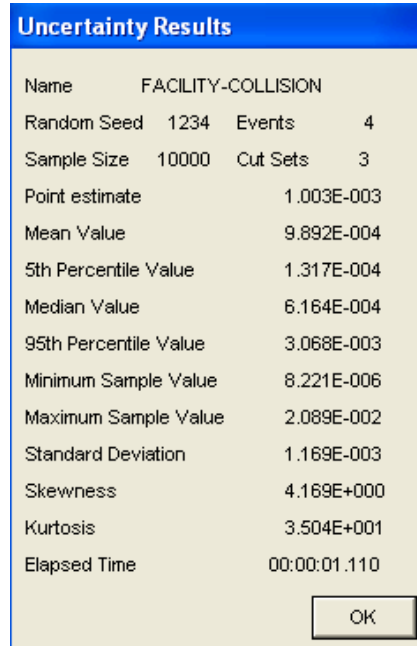 Uncertainty Results
Name FACILITY-COLLISION
Random Seed 1234 Events 4
Sample Size 10000 Cut Sets 3
Point estimate 1.003E-003
Mean Value 9.892E-004
5th Percentile Value 1.317E-004
Median Value 6.164E-004
95th Percentile Value 3.068E-003
Minimum Sample Value 8.221E-006
Maximum Sample Value 2.089E-002
Standard Deviation 1.169E-003
Skewness 4.169E+000
Kurtosis 3.504E+001
Elapsed Time 00:00:01.110
OK